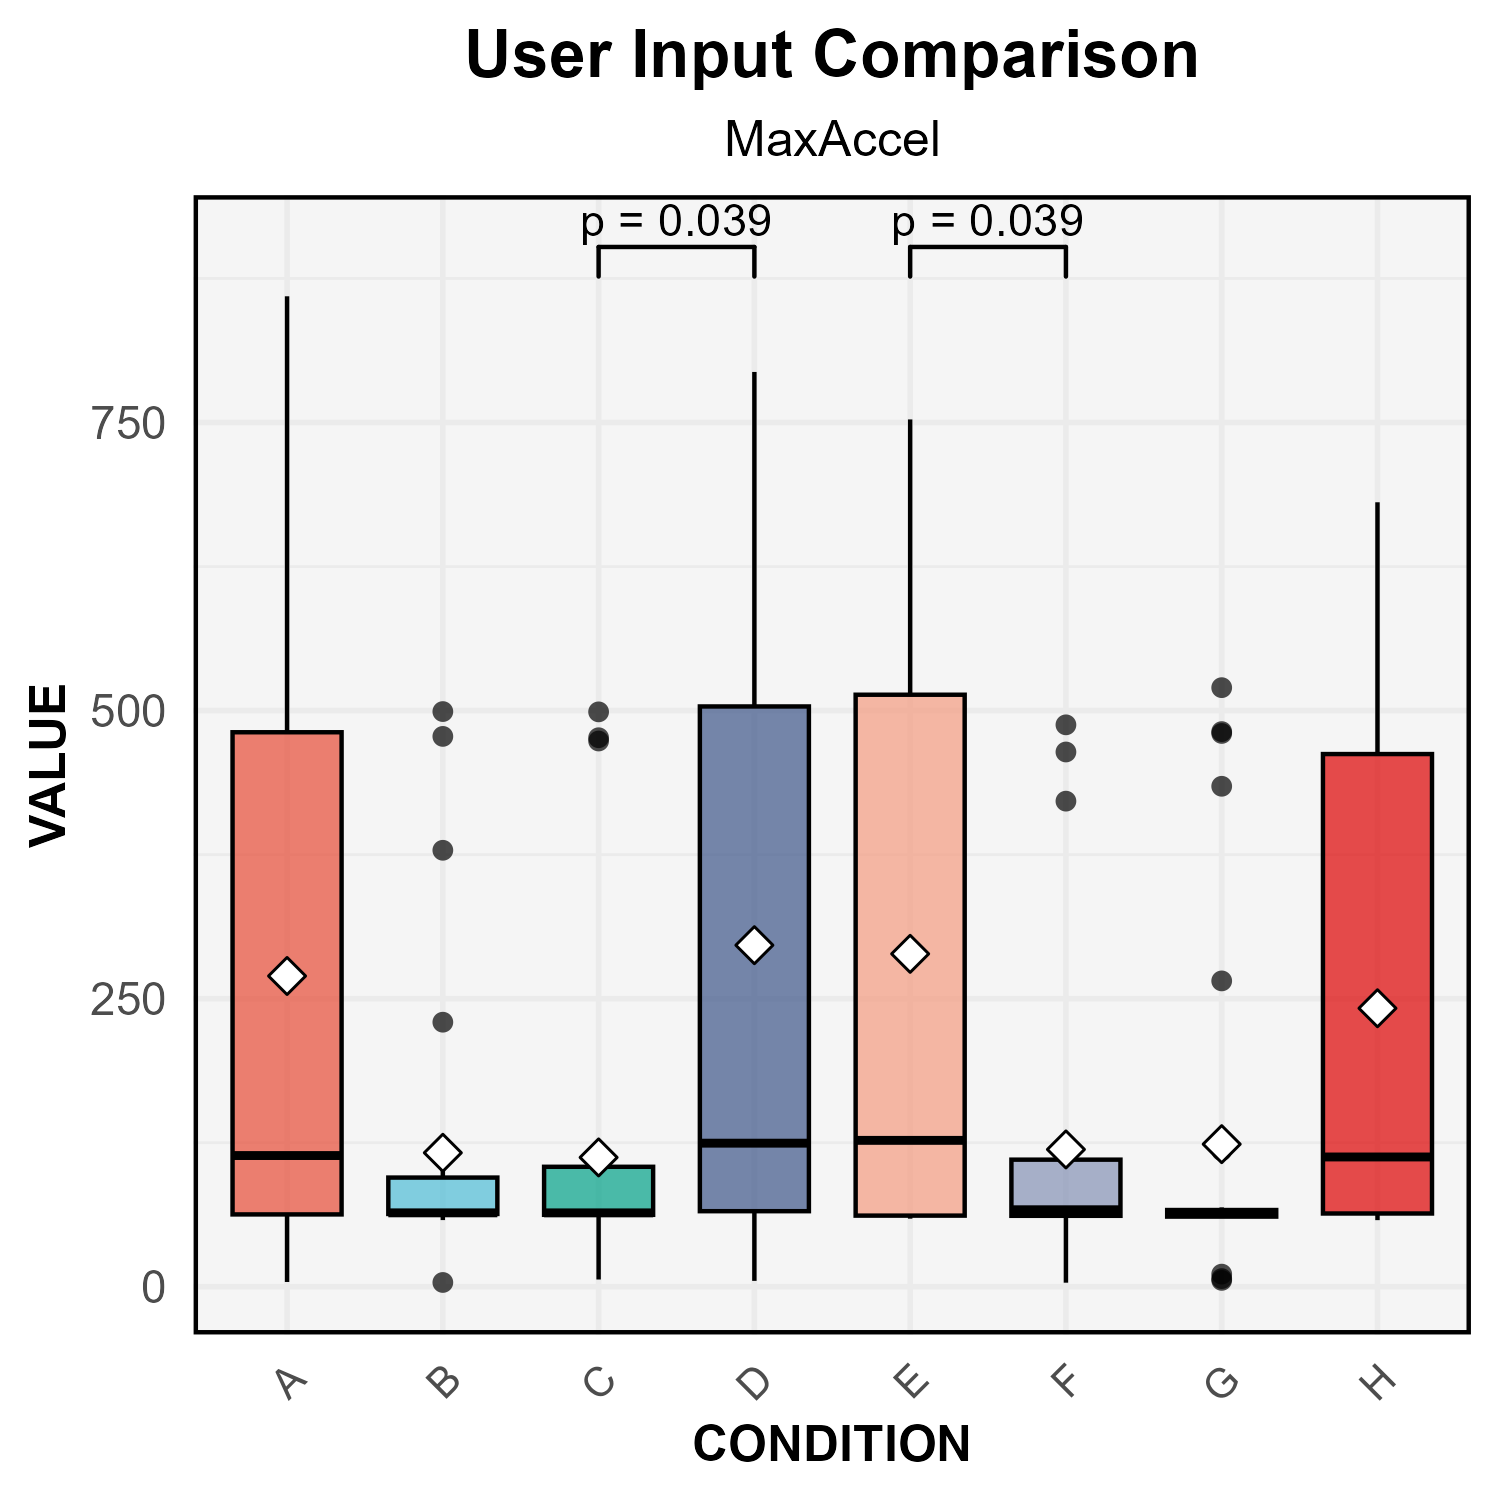 User Input Comparison
MaxAccel
p = 0.039 p = 0.039
VALUE
750
500
250
0
A B C D E F G H
CONDITION